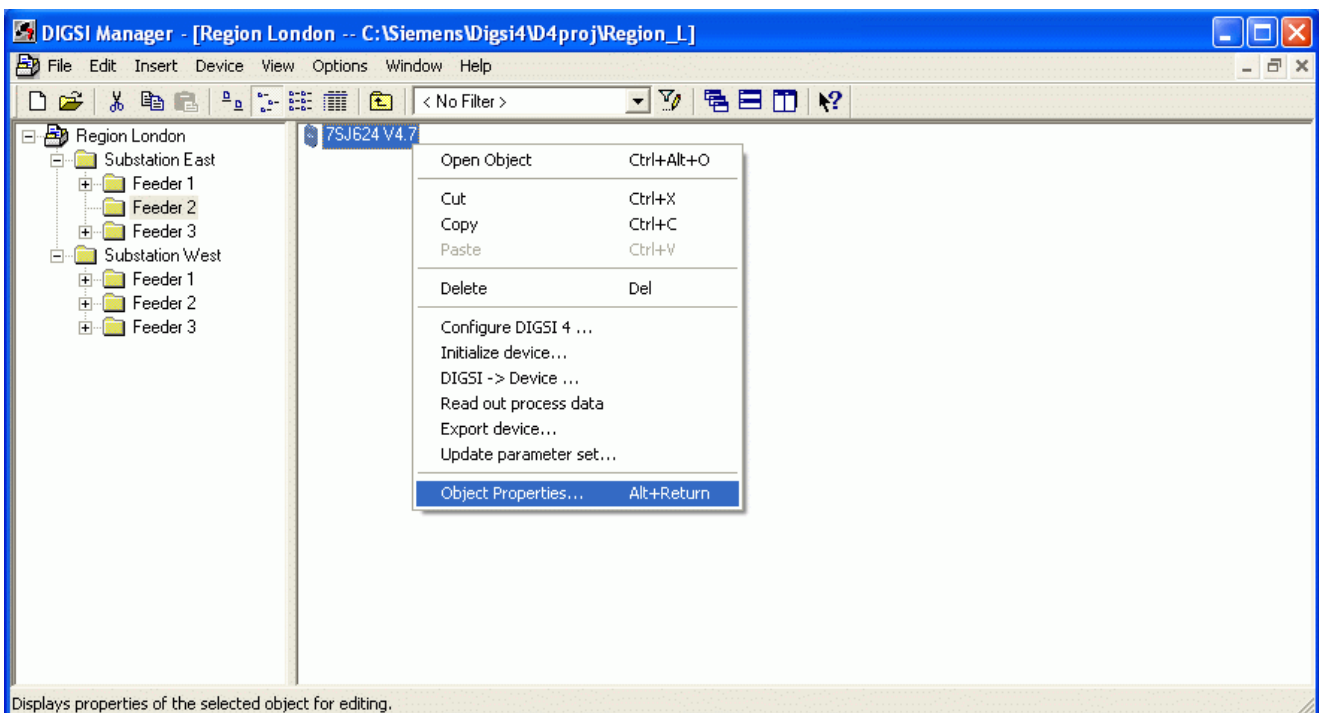 DIGSI Manager - [Region London -- C:\Siemens\Digsi4\D4proj\Region_L]
File Edit Insert Device View Options Window Help
< No Filter >
Region London
Substation East
Feeder 1
Feeder 2
Feeder 3
Substation West
Feeder 1
Feeder 2
Feeder 3
7SJ624 V4.7
Open Object Ctrl+Alt+O
Cut Ctrl+X
Copy Ctrl+C
Paste Ctrl+V
Delete Del
Configure DIGSI 4 ...
Initialize device...
DIGSI -> Device ...
Read out process data
Export device...
Update parameter set...
Object Properties... Alt+Return
Displays properties of the selected object for editing.